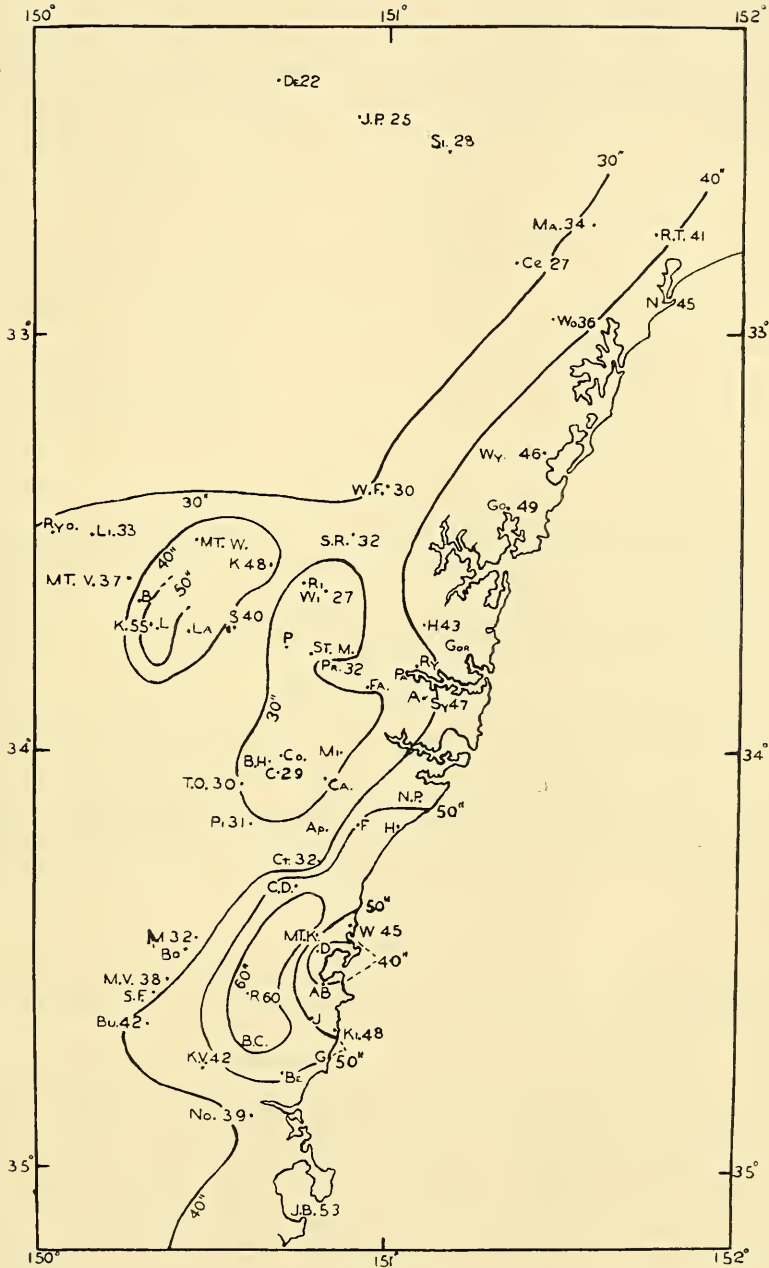 150° 151° 152°
·De 22
·J.P. 25
Si. 28
30"
40"
Ma. 34·
·R.T. 41
·Ce 27
N 45
·Wo 36
33° 33°
Wy. 46·
W.F.· 30
30"
Go. 49
Ryo.
·Li. 33
·MT. W.
S.R.·32
40"
K 48·
MT. V. 37·
50"
·Ri
Wi· 27
B
K. 55·
L
·La
S 40
·H 43
P
Gor
·ST. M.
Pr. 32
·Ry
Pa
·Fa.
A·
Sy 47
30"
34° 34°
B.H·
·Co.
Mi·
C· 29
T.O. 30·
·Ca.
N.P.
50"
Pi 31·
Ap.·
·F
H·
Ct. 32·
C.D.·
50"
M 32·
MT.K.
·W 45
Bo·
·D
40"
M.V. 38·
60"
S.F.·
·R 60
AB
Bu. 42·
J
·Ki. 48
B.C.
K.V. 42
G
50"
·Be
No. 39·
35° 35°
40"
J.B. 53
150° 151° 152°